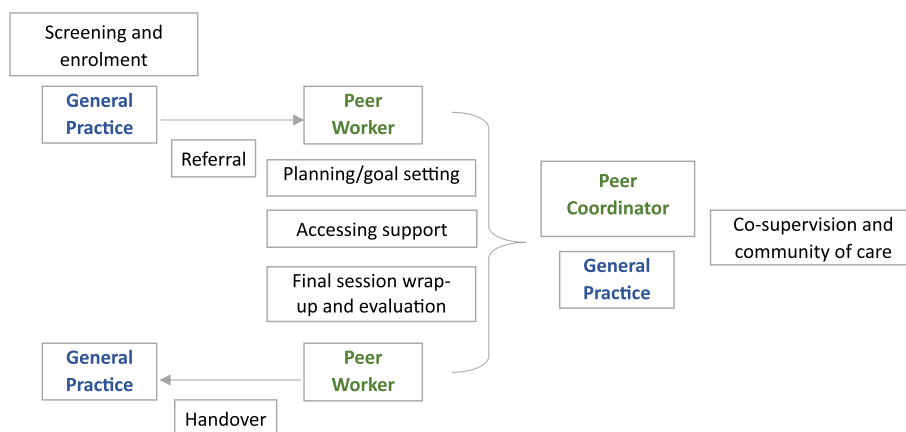 Screening and
enrolment
General
Practice
Peer
Worker
Referral
Planning/goal setting
Accessing support
Final session wrap-
up and evaluation
General
Practice
Peer
Worker
Handover
Peer
Coordinator
General
Practice
Co-supervision and
community of care